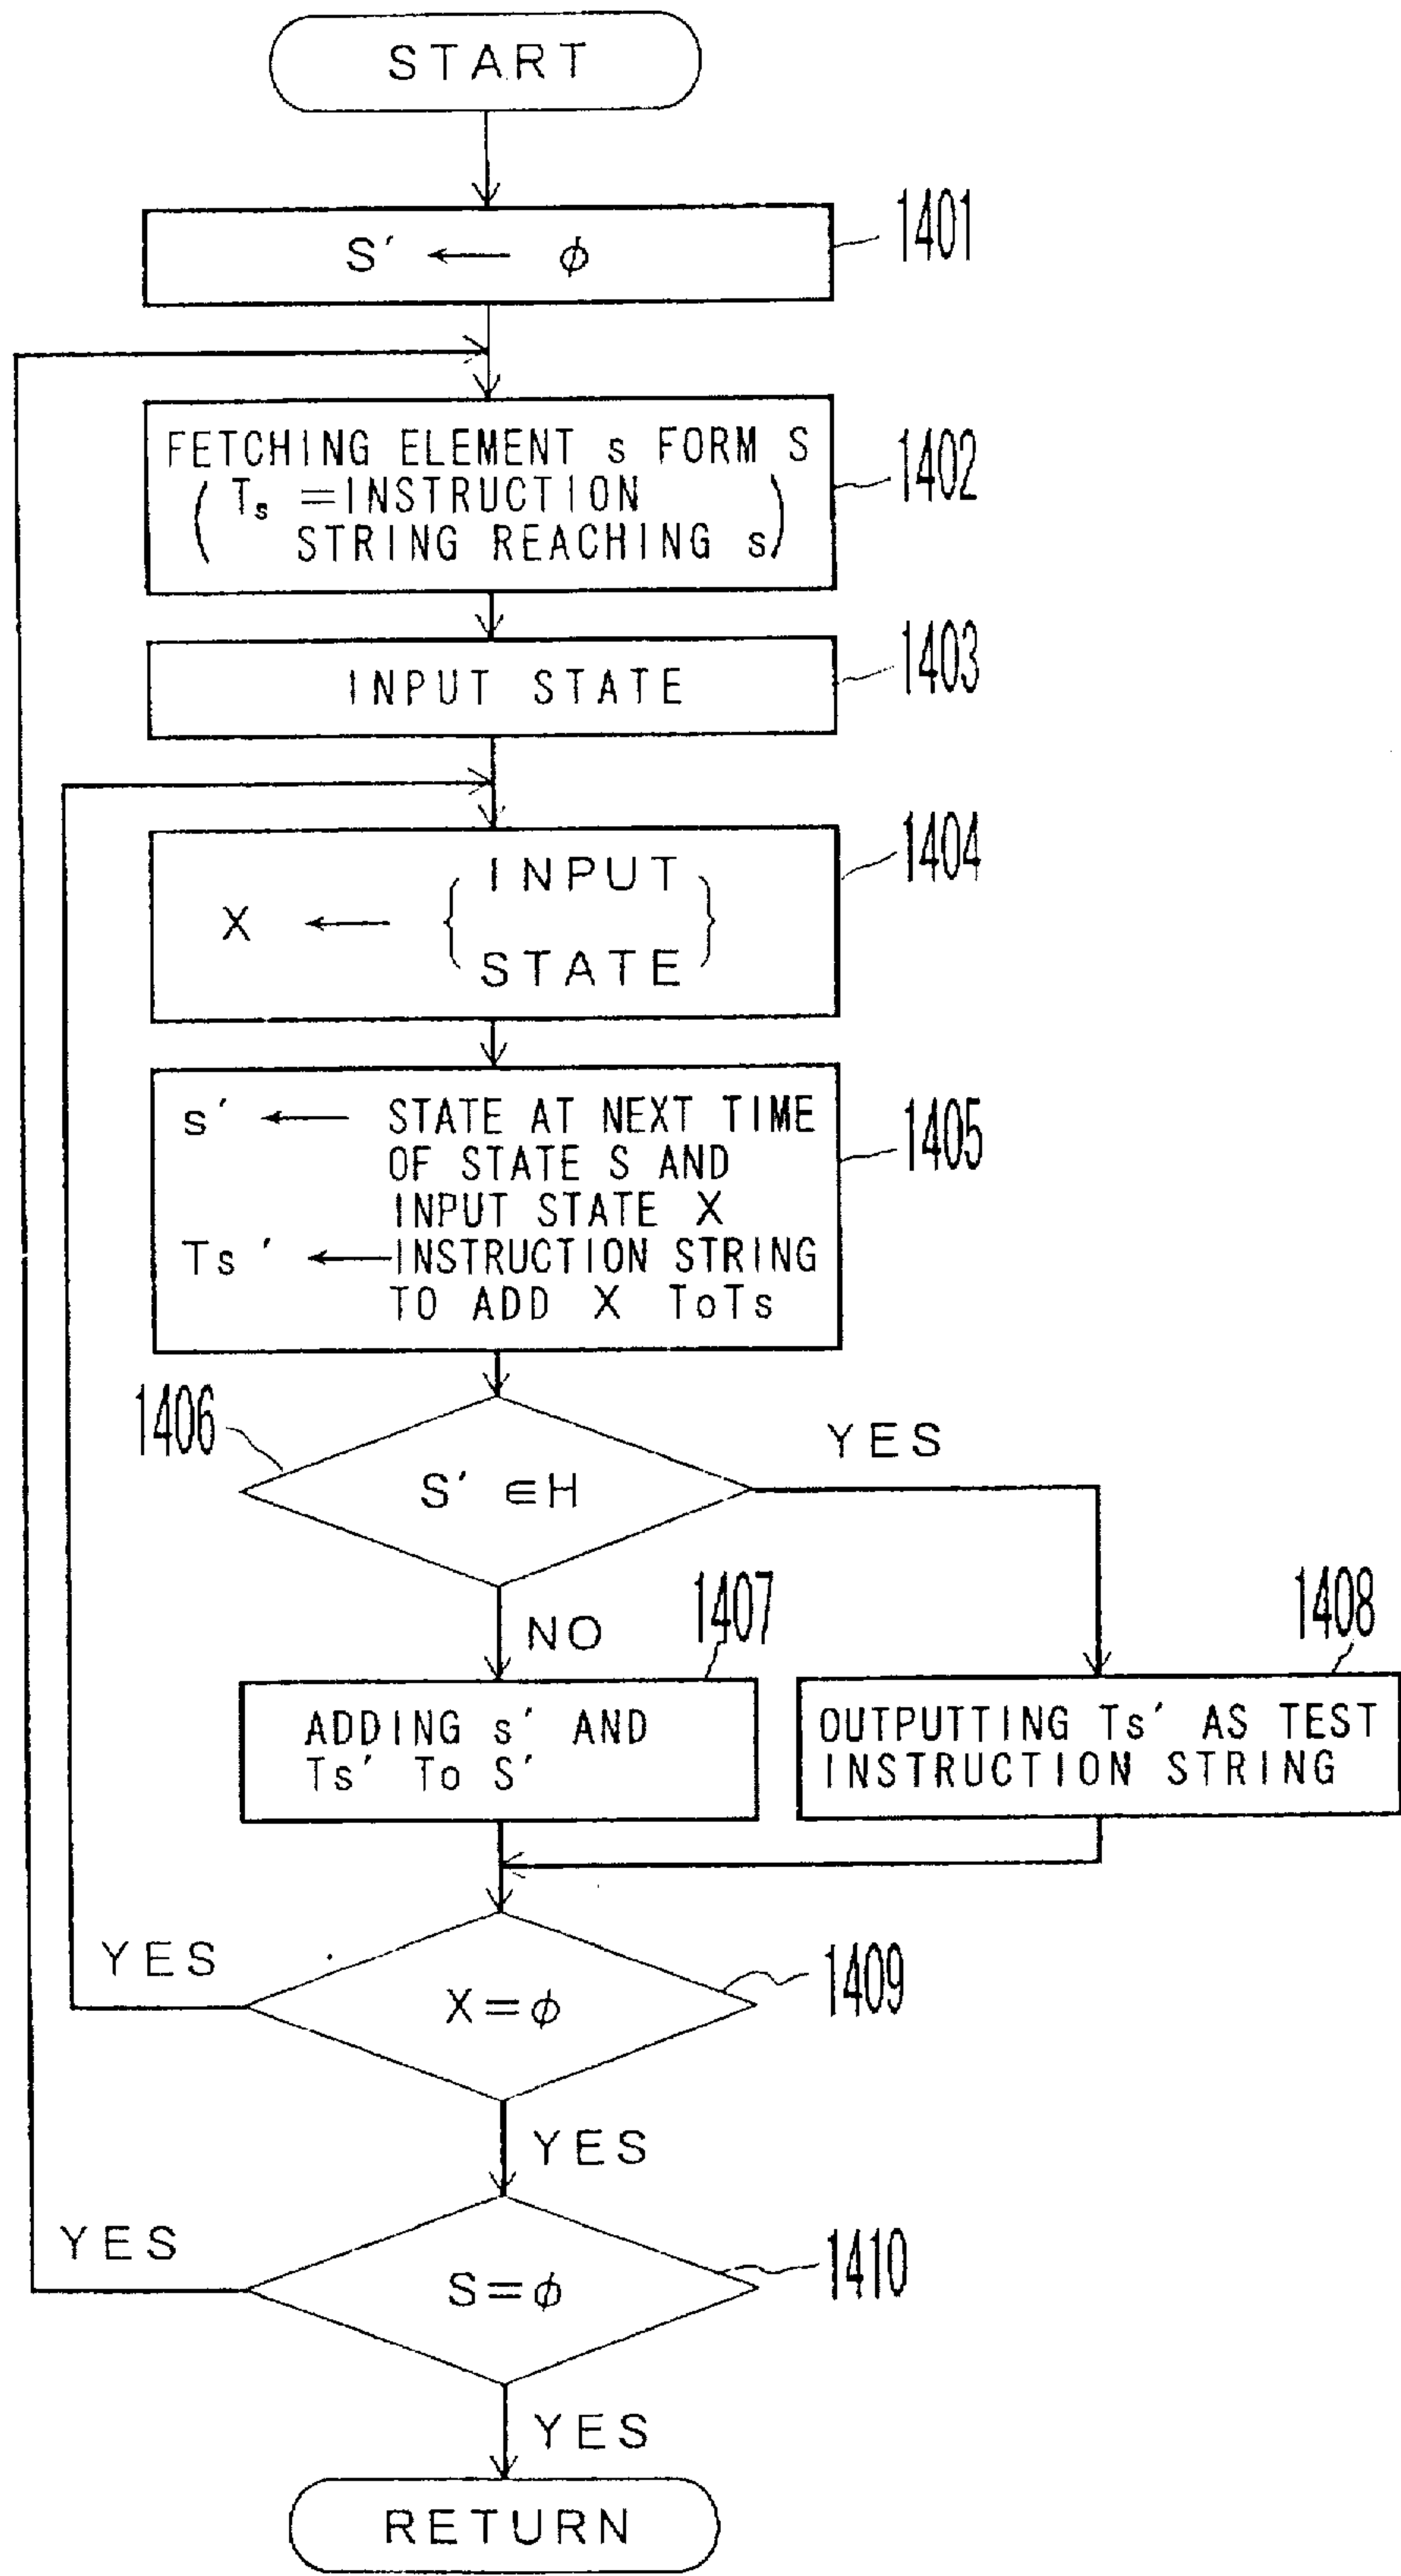 START
S' ← φ
1401
FETCHING ELEMENT s FORM S
(Ts =INSTRUCTION
STRING REACHING s)
1402
INPUT STATE
1403
X ← {INPUT
STATE}
1404
s' ← STATE AT NEXT TIME
OF STATE S AND
INPUT STATE X
Ts' ← INSTRUCTION STRING
TO ADD X ToTs
1405
1406
S' ∈H
YES
NO
1407
ADDING s' AND
Ts' To S'
1408
OUTPUTTING Ts' AS TEST
INSTRUCTION STRING
YES
X=φ
1409
YES
YES
S=φ
1410
YES
RETURN